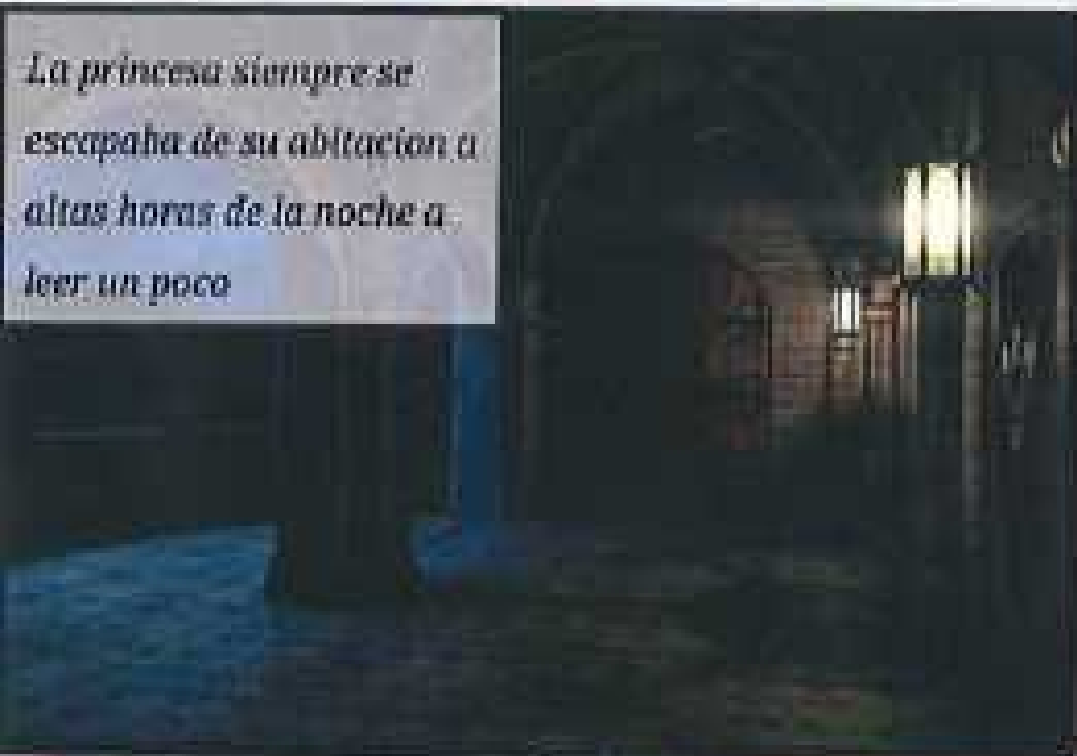 La princesa siempre se
escapaba de su abitacion a
altas horas de la noche a
leer un poco